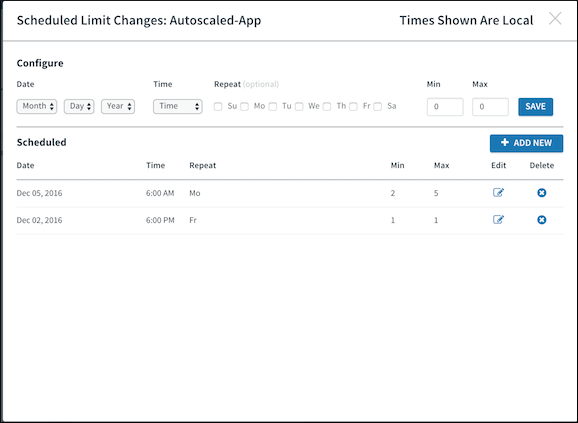 Scheduled Limit Changes: Autoscaled-App Times Shown Are Local
Configure
Date Time Repeat (optional) Min Max
Month Day Year Time Su Mo Tu We Th Fr Sa 0 0 SAVE
Scheduled ADD NEW
Date Time Repeat Min Max Edit Delete
Dec 05, 2016 6:00 AM Mo 2 5
Dec 02, 2016 6:00 PM Fr 1 1